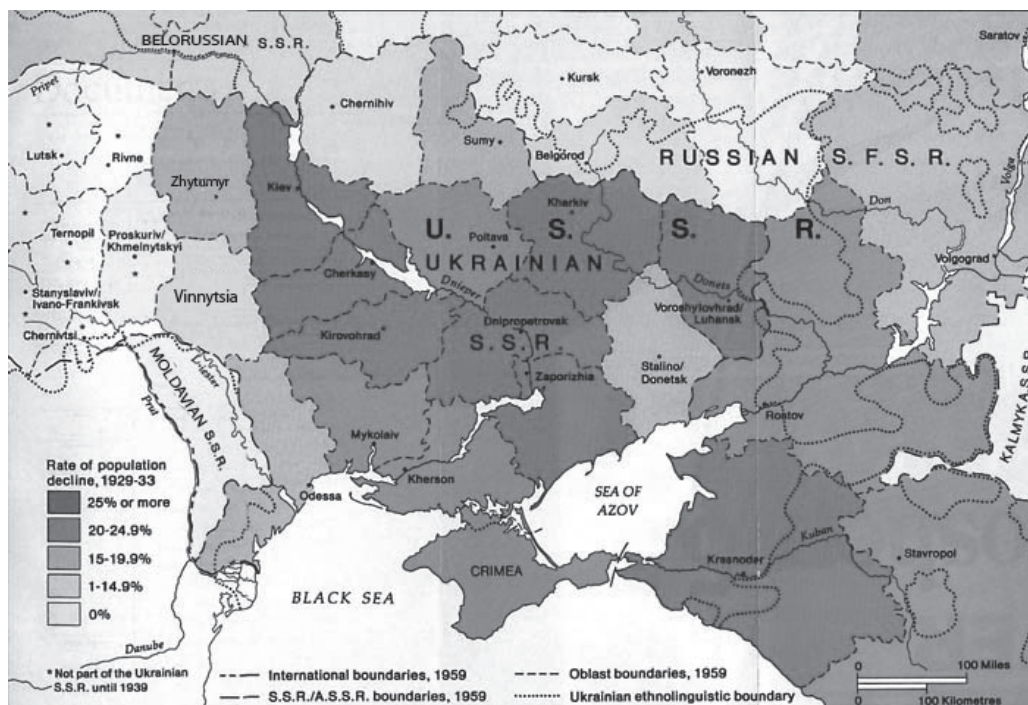 BELORUSSIAN S.S.R.
Saratov
Pripet
Kursk
Voronezh
Chernihiv
Lutsk
Rivne
Sumy
Belgorod
RUSSIAN S.F.S.R.
Volga
Zhytumyr
Kiev
Kharkiv
Don
U. S. S. R.
Ternopil
Proskuriv/
Khmelnytskyi
Poltava
UKRAINIAN
Volgograd
Cherkasy
Dnieper
Donets
Stanyslaviv/
Ivano-Frankivsk
Vinnytsia
Voroshylovhrad/
Luhansk
Chernivtsi
Kirovohrad
Dnipropetrovsk
S.S.R.
Stalino/
Donetsk
Zaporizhia
MOLDAVIAN S.S.R.
Dniester
Prut
Rostov
KALMYK A.S.S.R.
Mykolaiv
Rate of population
decline, 1929-33
25% or more
20-24.9%
15-19.9%
1-14.9%
0%
Kherson
Odessa
SEA OF
AZOV
Kuban
Krasnodar
Stavropol
CRIMEA
BLACK SEA
Danube
* Not part of the Ukrainian
S.S.R. until 1939
International boundaries, 1959
S.S.R./A.S.S.R. boundaries, 1959
Oblast boundaries, 1959
Ukrainian ethnolinguistic boundary
0 100 Miles
0 100 Kilometres